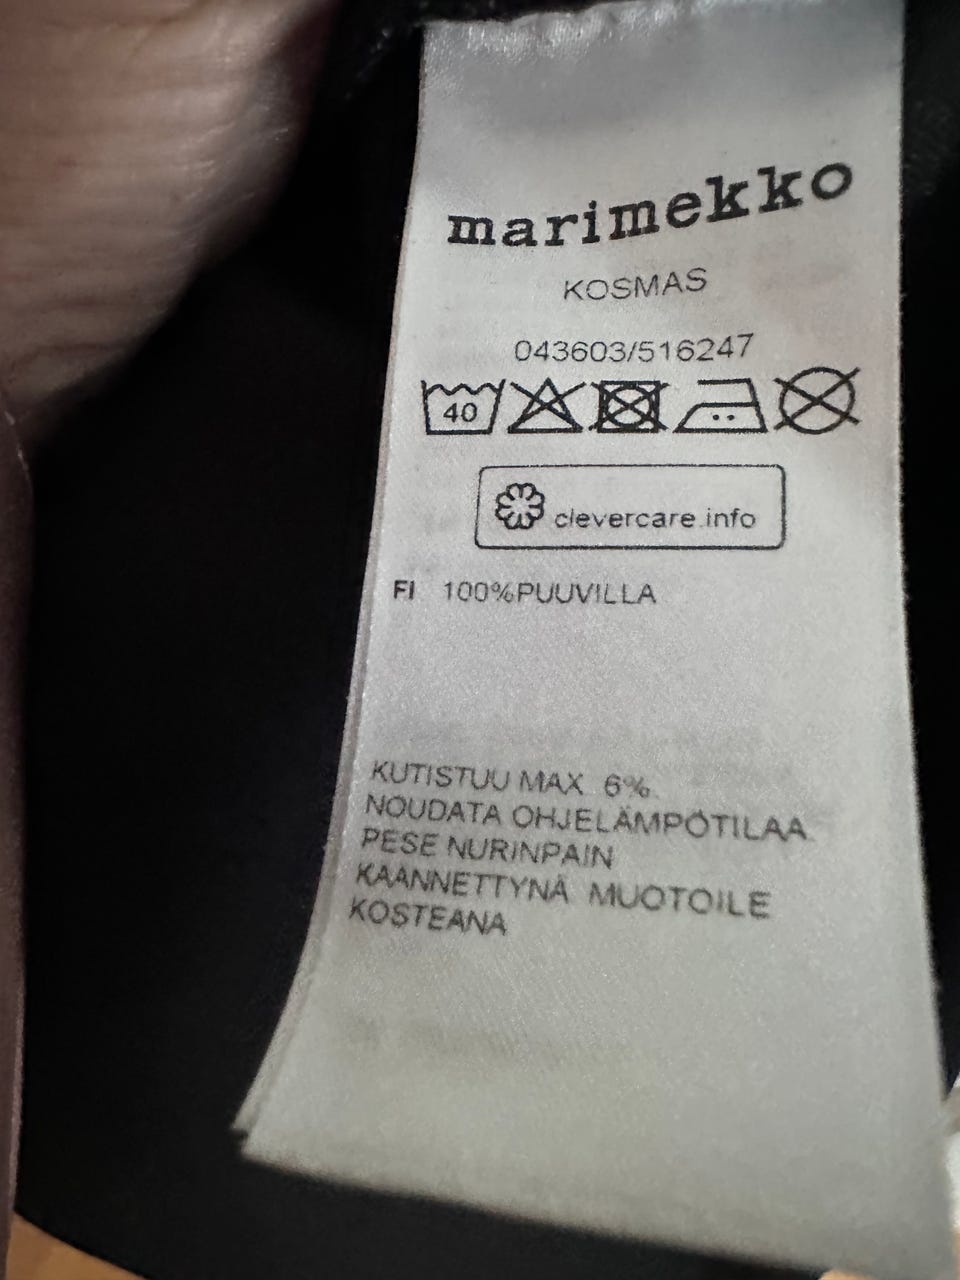 marimekko
KOSMAS
043603/516247
40
clevercare.info
FI 100%PUUVILLA
KUTISTUU MAX 6%.
NOUDATA OHJELÄMPÖTILAA
PESE NURINPÄIN
KÄÄNNETTYNÄ MUOTOILE
KOSTEANA